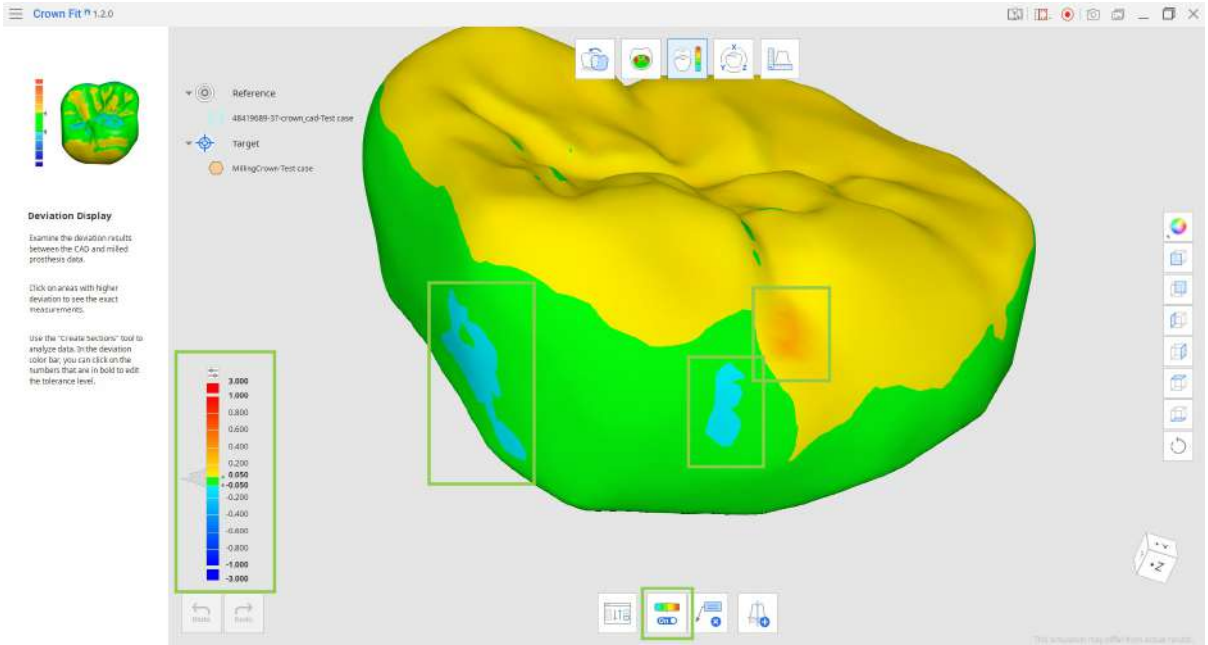 Crown Fit 1.2.0
Reference
48419689-37-crown_cad-Test case
Target
MillingCrown-Test case
Deviation Display
Examine the deviation results
between the CAD and milled
prosthesis data.
Click on areas with higher
deviation to see the exact
measurements.
Use the "Create Sections" tool to
analyze data. In the deviation
color bar, you can click on the
numbers that are in bold to edit
the tolerance level.
3.000
1.000
0.800
0.600
0.400
0.200
0.050
-0.050
-0.200
-0.400
-0.600
-0.800
-1.000
-3.000
Undo
Redo
On
X
Y
Z
Z
This simulation may differ from actual results.